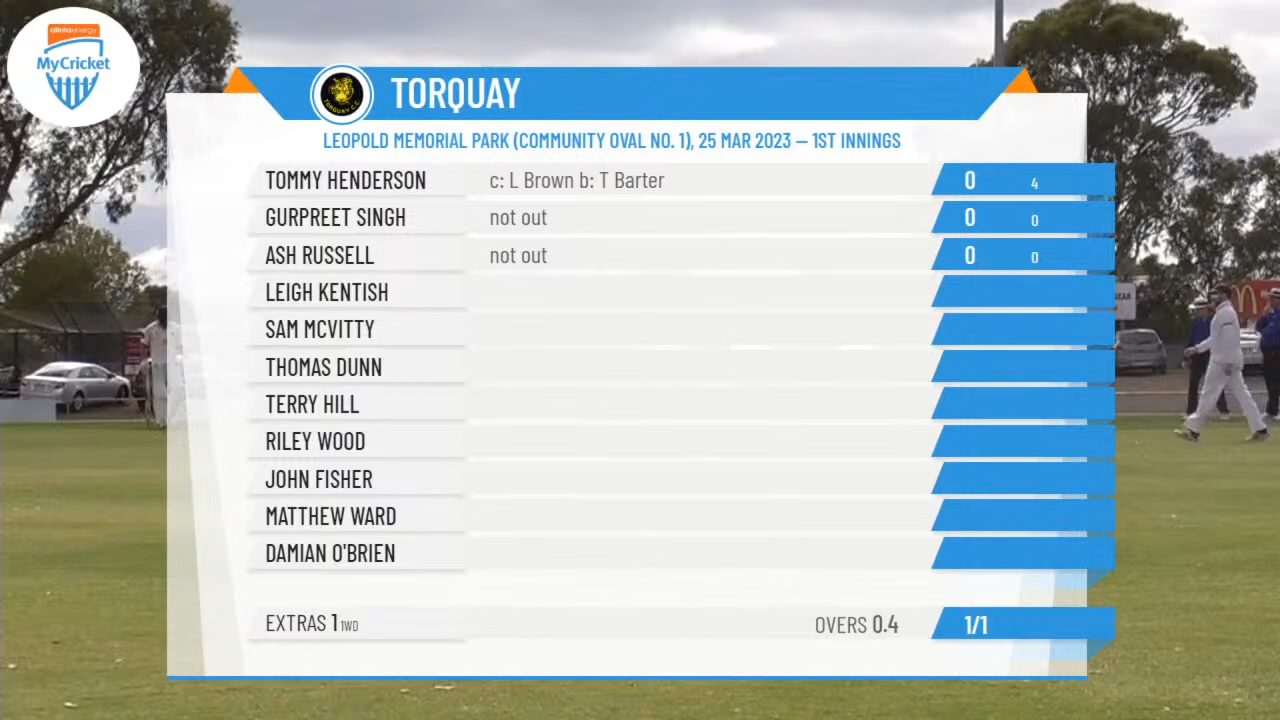 alintaenergy
MyCricket
TORQUAY C.C.
TORQUAY
LEOPOLD MEMORIAL PARK (COMMUNITY OVAL NO. 1), 25 MAR 2023 – 1ST INNINGS
TOMMY HENDERSON c: L Brown b: T Barter 0 4
GURPREET SINGH not out 0 0
ASH RUSSELL not out 0 0
LEIGH KENTISH
SAM MCVITTY
THOMAS DUNN
TERRY HILL
RILEY WOOD
JOHN FISHER
MATTHEW WARD
DAMIAN O'BRIEN
EXTRAS 1 1WD OVERS 0.4 1/1